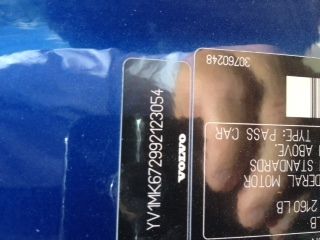 YV1MK672992123054
VOLVO
30760248
TYPE: PASS CAR
ABOVE.
STANDARDS
DERAL MOTOR
2160 LB
LB